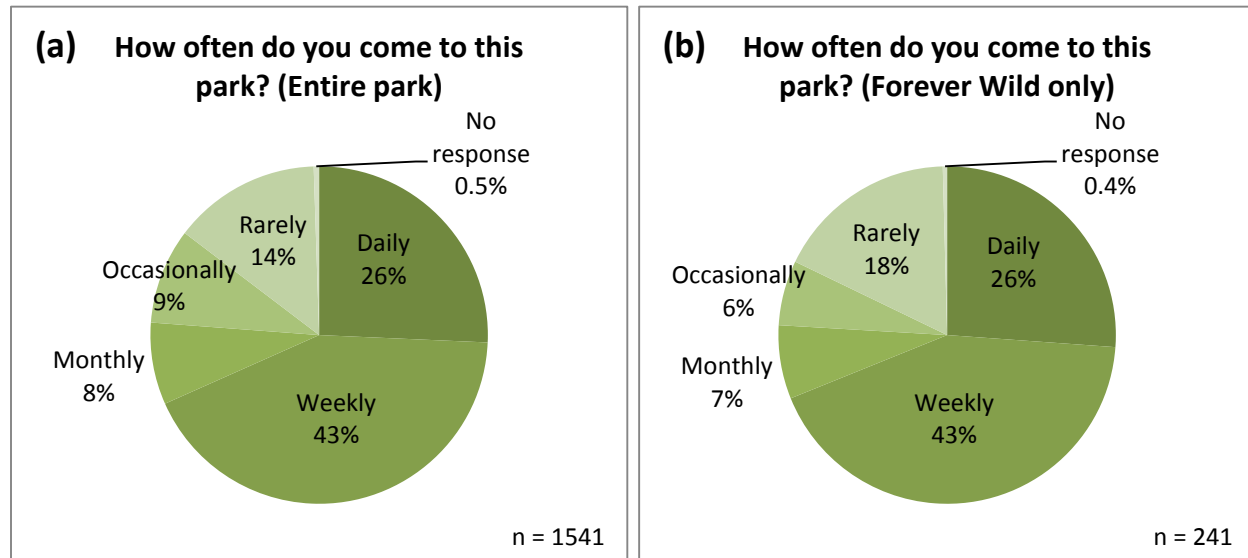 (a) How often do you come to this
park? (Entire park)
No
response
0.5%
Rarely
14%
Daily
26%
Occasionally
9%
Monthly
8%
Weekly
43%
n = 1541
(b) How often do you come to this
park? (Forever Wild only)
No
response
0.4%
Rarely
18%
Daily
26%
Occasionally
6%
Monthly
7%
Weekly
43%
n = 241